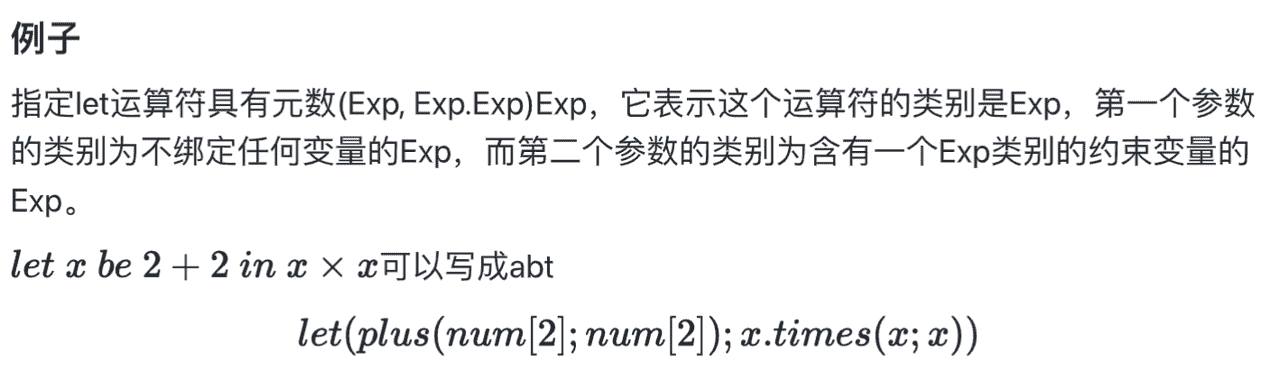 例子
指定let运算符具有元数(Exp, Exp.Exp)Exp，它表示这个运算符的类别是Exp，第一个参数
的类别为不绑定任何变量的Exp，而第二个参数的类别为含有一个Exp类别的约束变量的
Exp。
let x be 2 + 2 in x × x可以写成abt
let(plus(num[2]; num[2]); x.times(x; x))